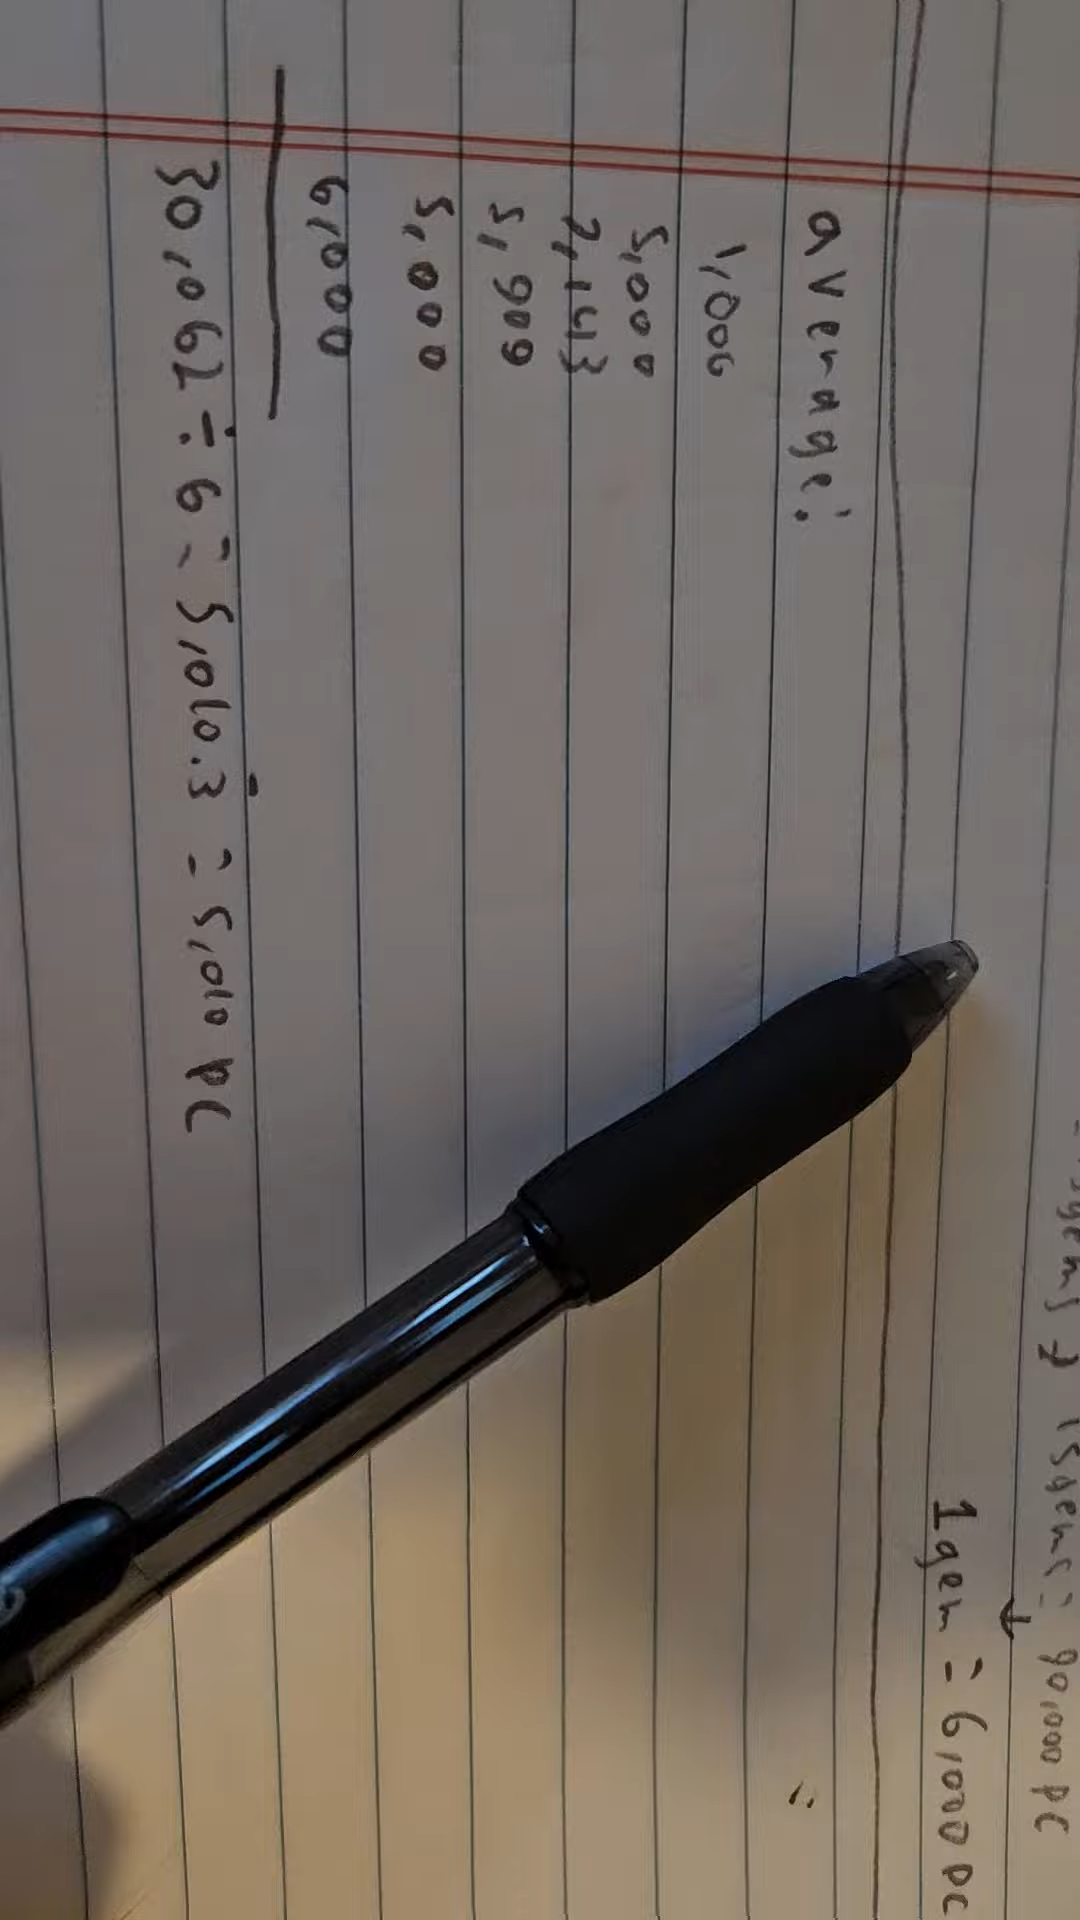 15gems = 90,000 PC
↓
1gem = 6,000 PC
average:
1,006
5,000
7,143
5,909
5,000
6,000
30,062 ÷ 6 = 5,010.3 = 5,010 PC